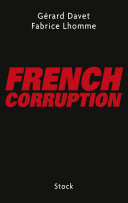 Gérard Davet
Fabrice Lhomme
FRENCH
CORRUPTION
Stock